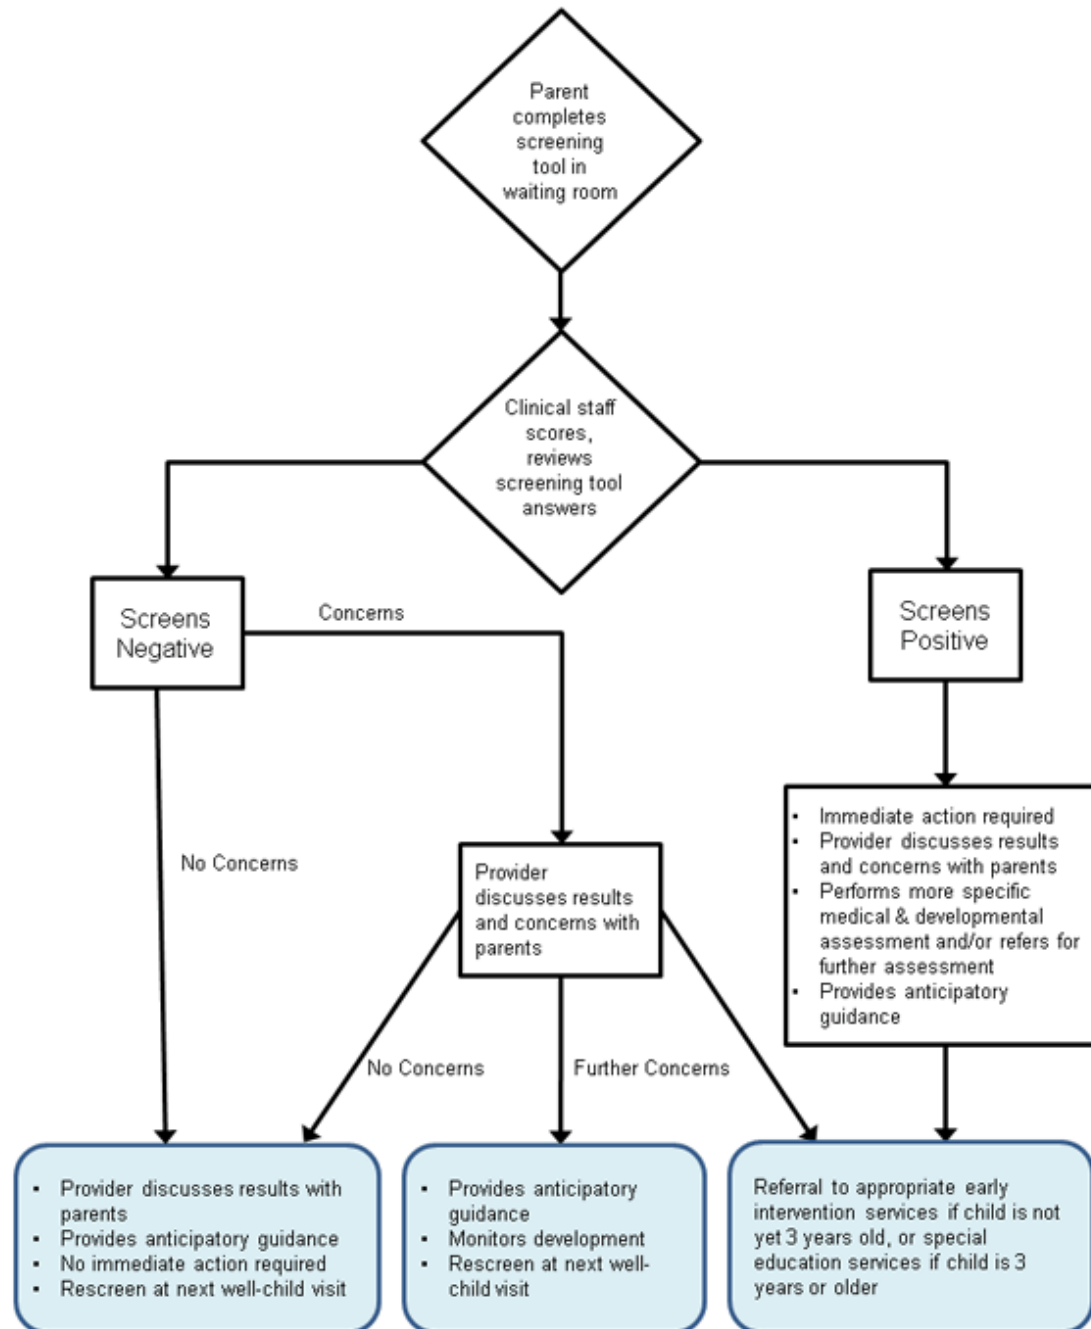 Parent
completes
screening
tool in
waiting room
Clinical staff
scores,
reviews
screening tool
answers
Screens
Negative
Concerns
Screens
Positive
No Concerns
Provider
discusses results
and concerns with
parents
▪ Immediate action required
▪ Provider discusses results
and concerns with parents
▪ Performs more specific
medical & developmental
assessment and/or refers for
further assessment
▪ Provides anticipatory
guidance
No Concerns
Further Concerns
▪ Provider discusses results with
parents
▪ Provides anticipatory guidance
▪ No immediate action required
▪ Rescreen at next well-child visit
▪ Provides anticipatory
guidance
▪ Monitors development
▪ Rescreen at next well-
child visit
Referral to appropriate early
intervention services if child is not
yet 3 years old, or special
education services if child is 3
years or older